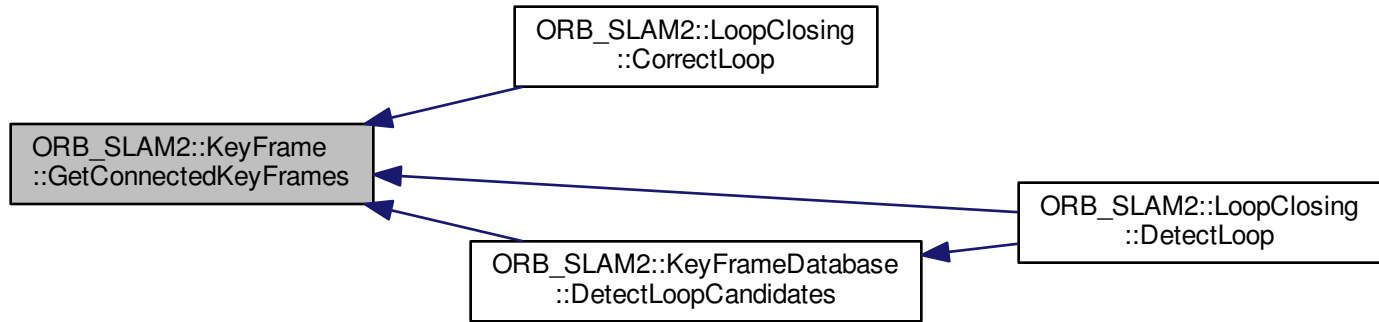 ORB_SLAM2::LoopClosing
::CorrectLoop
ORB_SLAM2::KeyFrame
::GetConnectedKeyFrames
ORB_SLAM2::LoopClosing
::DetectLoop
ORB_SLAM2::KeyFrameDatabase
::DetectLoopCandidates